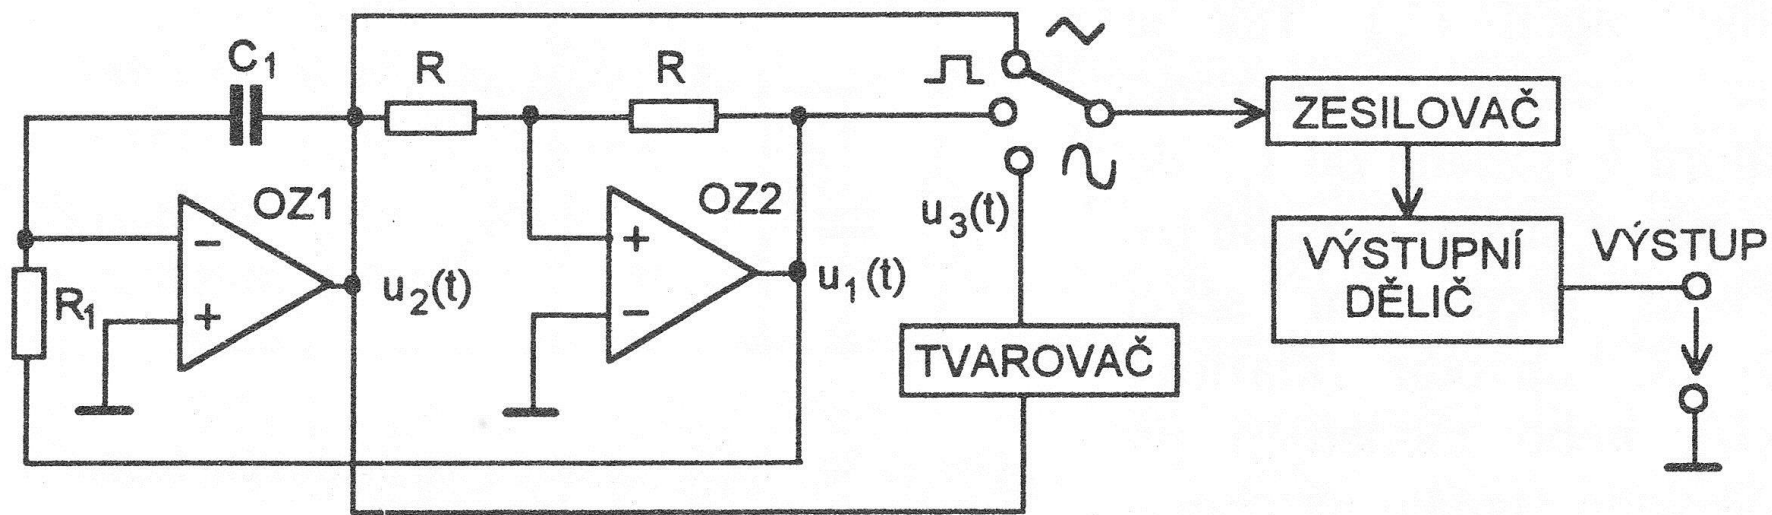 C1
R
R
ZESILOVAČ
OZ1
OZ2
u3(t)
−
+
VÝSTUPNÍ
DĚLIČ
VÝSTUP
R1
+
u2(t)
−
u1(t)
TVAROVAČ